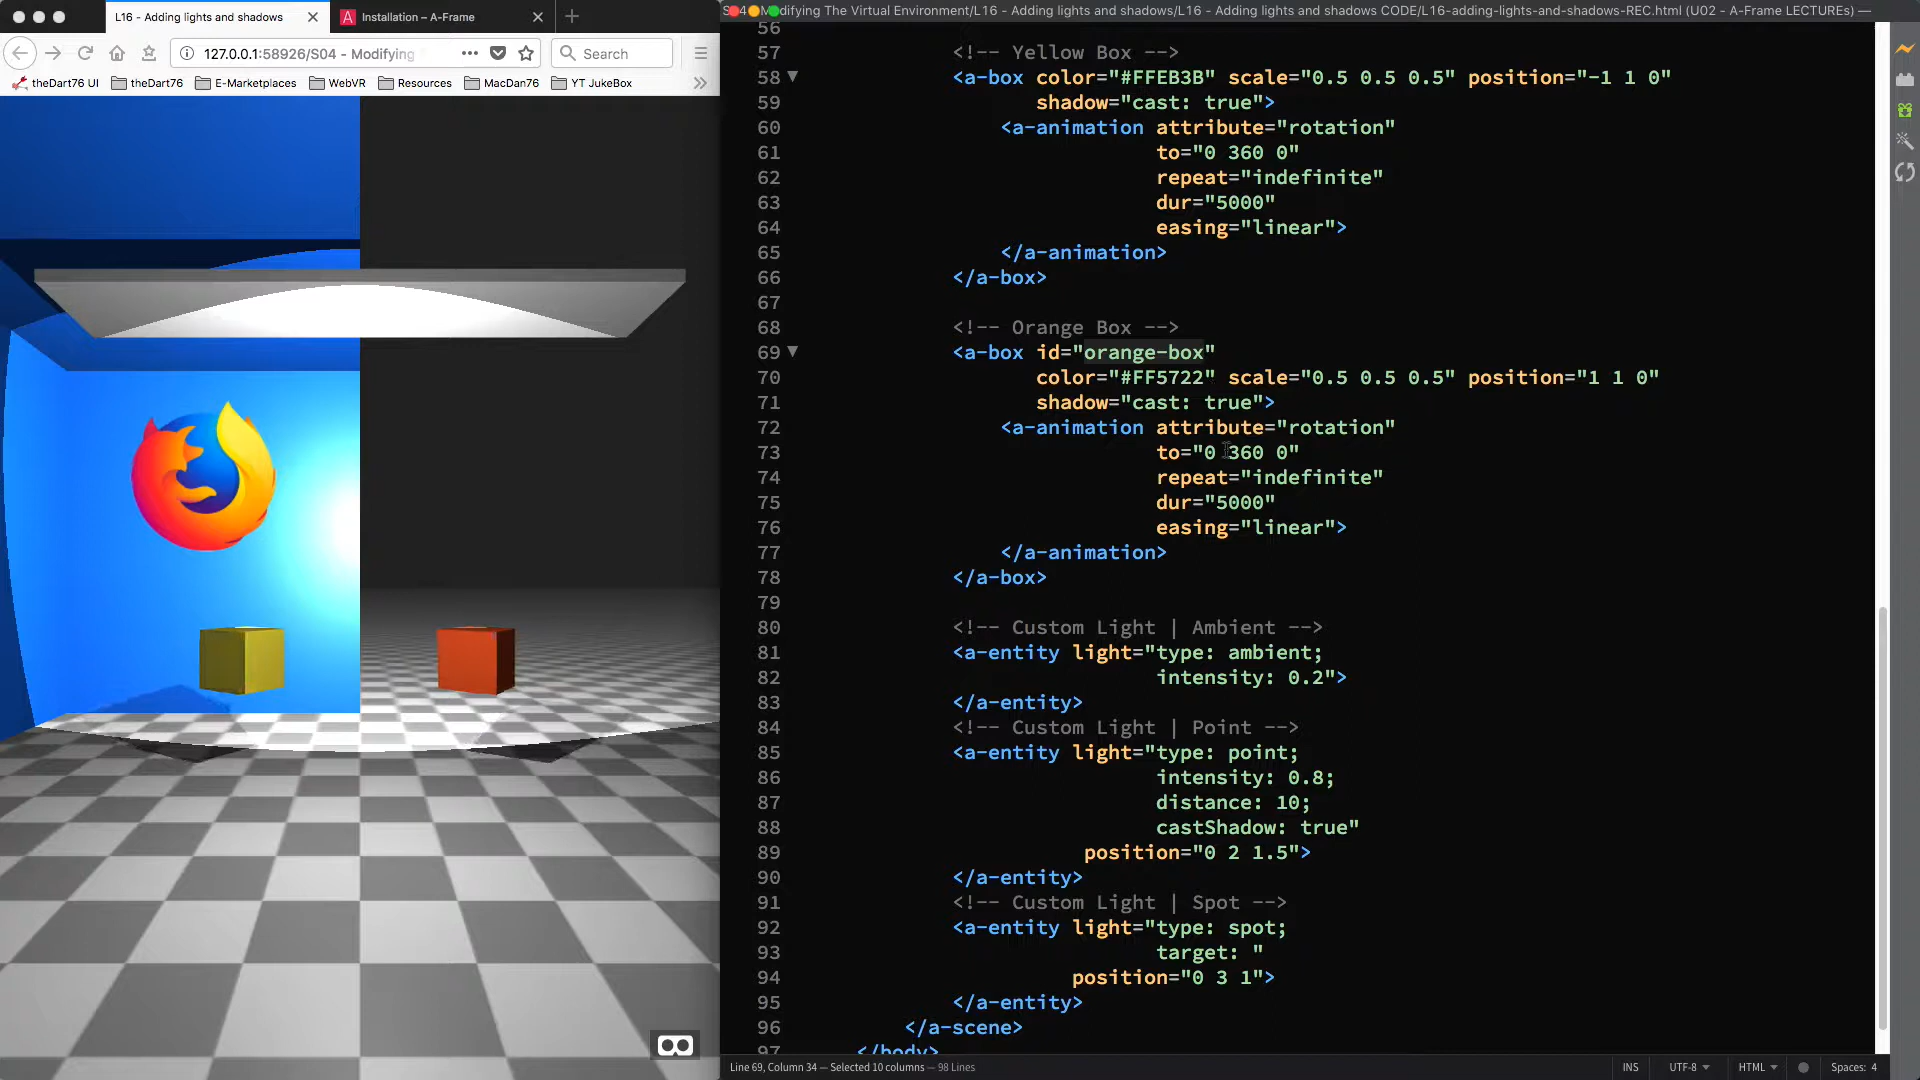 L16 - Adding lights and shadows
Installation – A-Frame
127.0.0.1:58926/S04 - Modifying
Search
theDart76 UI
theDart76
E-Marketplaces
WebVR
Resources
MacDan76
YT JukeBox
Modifying The Virtual Environment/L16 - Adding lights and shadows/L16 - Adding lights and shadows CODE/L16-adding-lights-and-shadows-REC.html (U02 - A-Frame LECTUREs) —
56
57 <!-- Yellow Box -->
58 <a-box color="#FFEB3B" scale="0.5 0.5 0.5" position="-1 1 0"
59 shadow="cast: true">
60 <a-animation attribute="rotation"
61 to="0 360 0"
62 repeat="indefinite"
63 dur="5000"
64 easing="linear">
65 </a-animation>
66 </a-box>
67
68 <!-- Orange Box -->
69 <a-box id="orange-box"
70 color="#FF5722" scale="0.5 0.5 0.5" position="1 1 0"
71 shadow="cast: true">
72 <a-animation attribute="rotation"
73 to="0 360 0"
74 repeat="indefinite"
75 dur="5000"
76 easing="linear">
77 </a-animation>
78 </a-box>
79
80 <!-- Custom Light | Ambient -->
81 <a-entity light="type: ambient;
82 intensity: 0.2">
83 </a-entity>
84 <!-- Custom Light | Point -->
85 <a-entity light="type: point;
86 intensity: 0.8;
87 distance: 10;
88 castShadow: true"
89 position="0 2 1.5">
90 </a-entity>
91 <!-- Custom Light | Spot -->
92 <a-entity light="type: spot;
93 target: "
94 position="0 3 1">
95 </a-entity>
96 </a-scene>
97 </body>
Line 69, Column 34 — Selected 10 columns — 98 Lines
INS
UTF-8
HTML
Spaces: 4